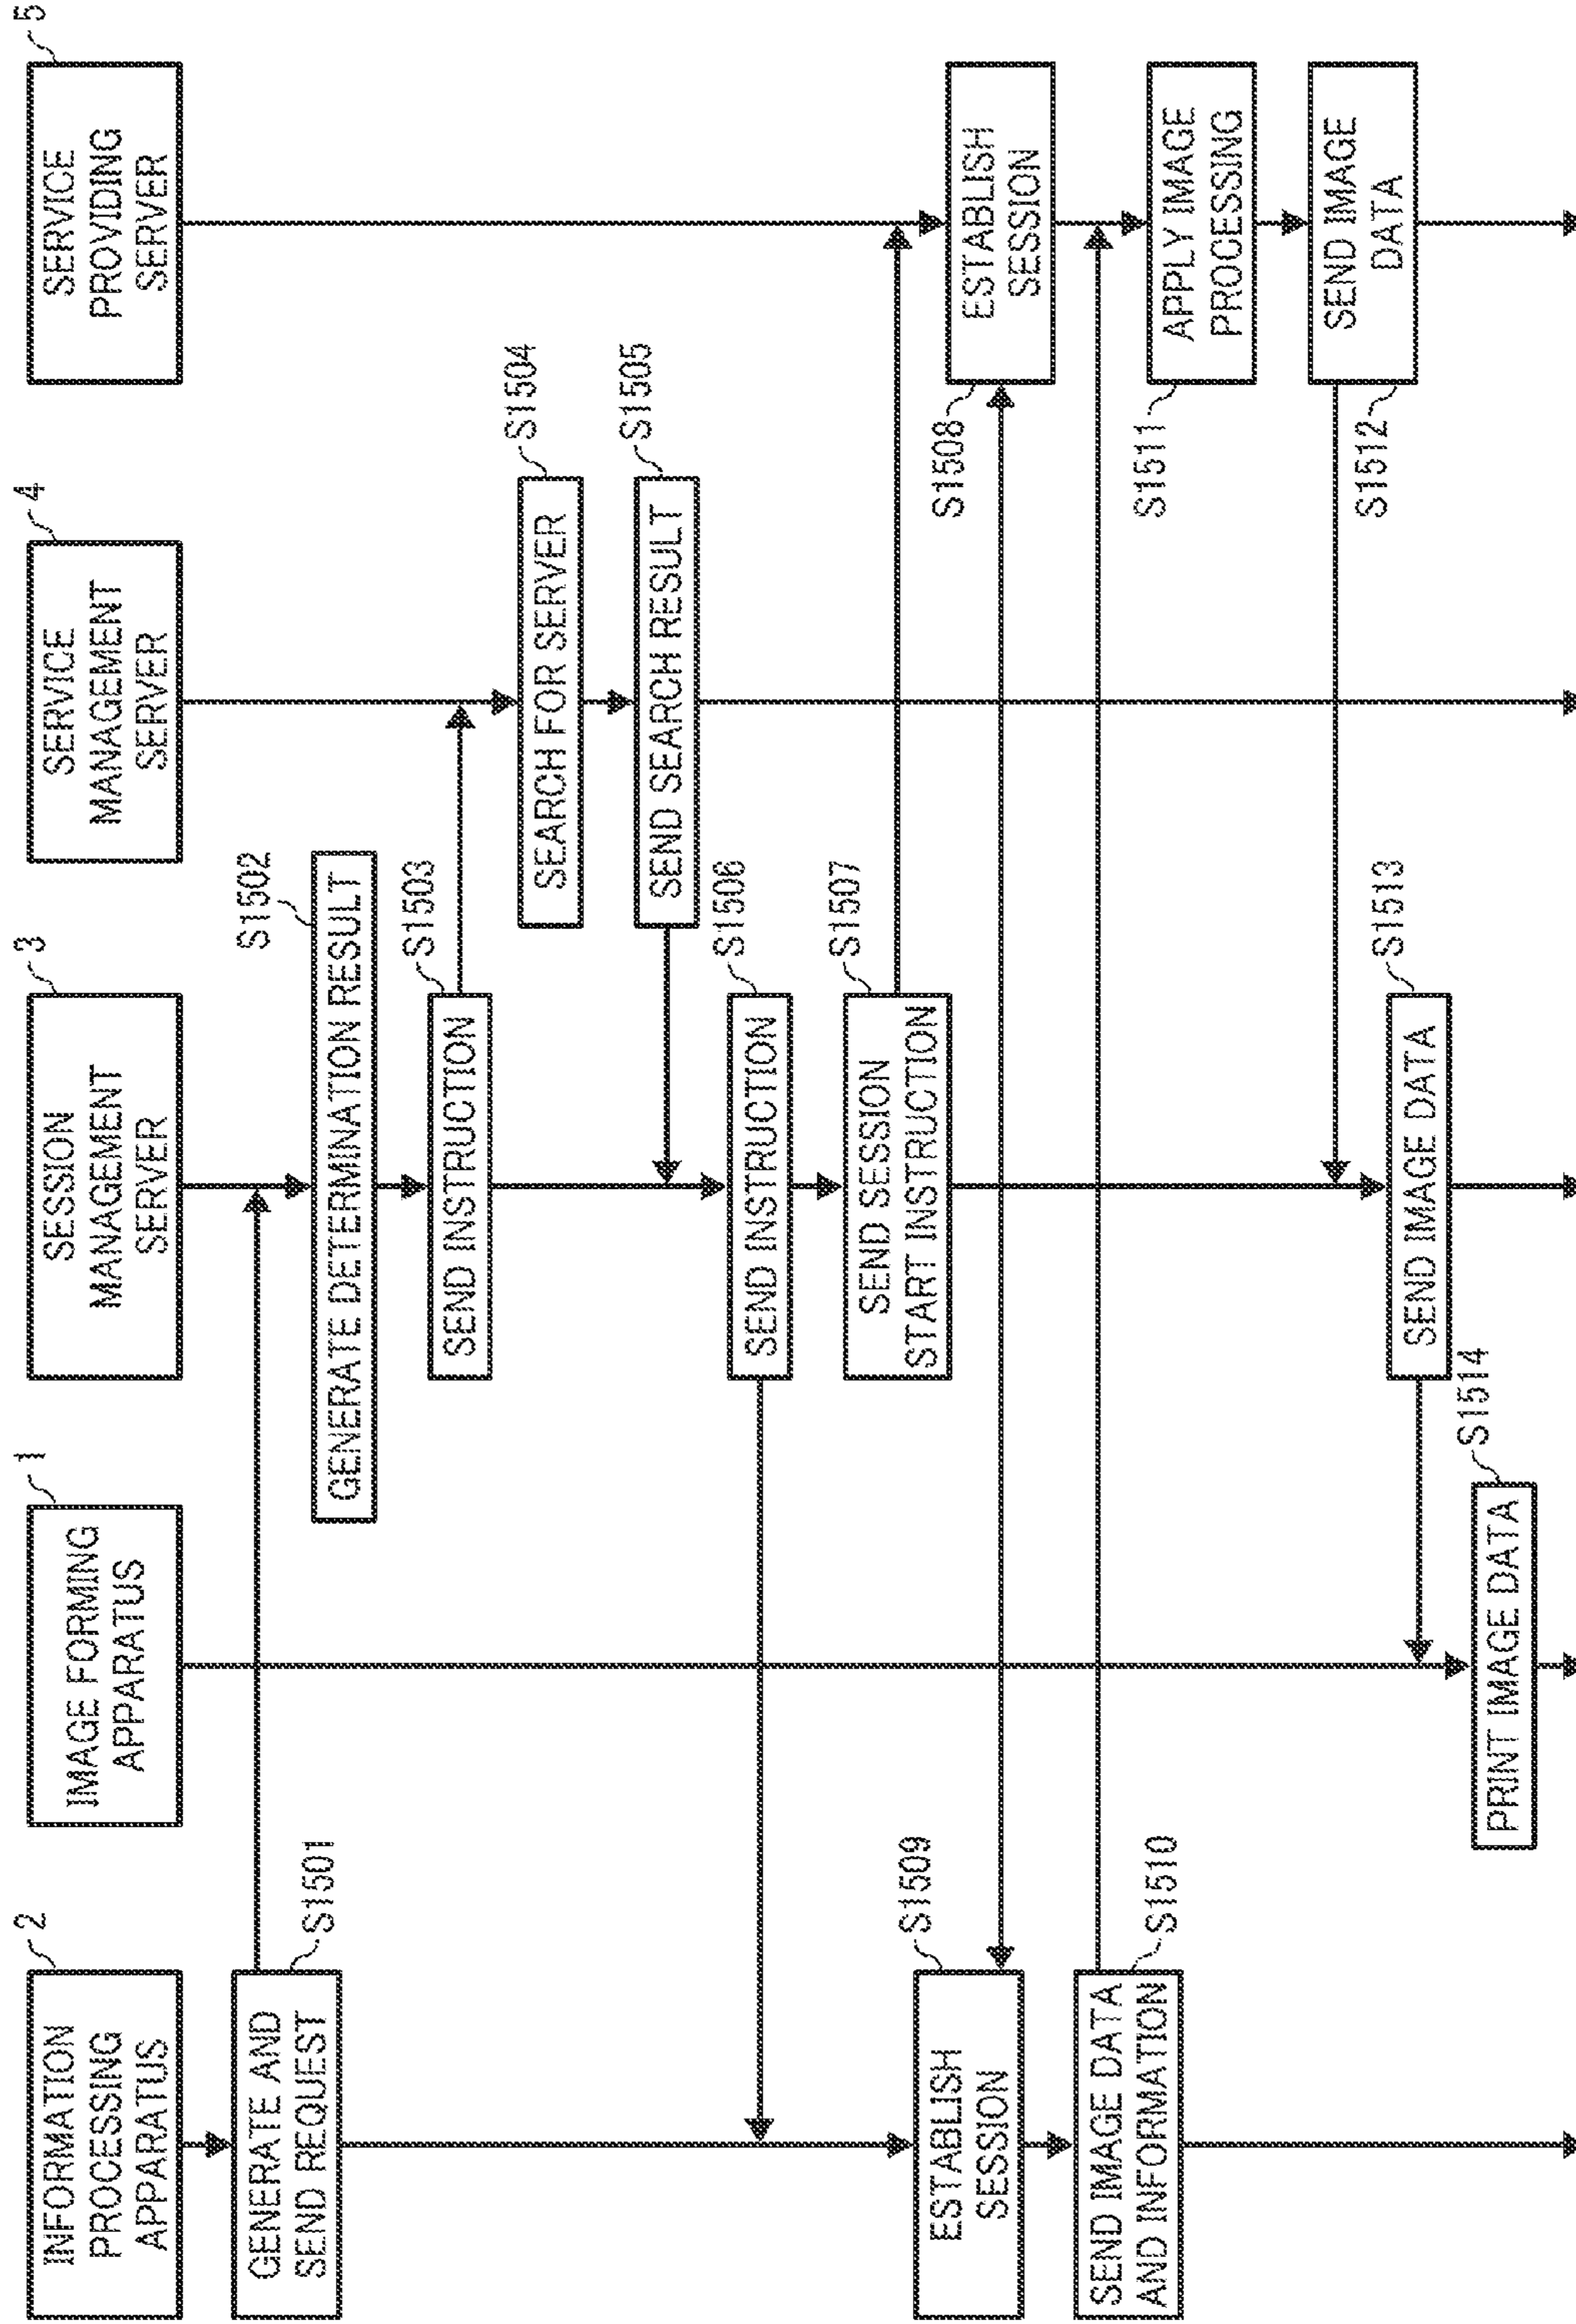 2
INFORMATION
PROCESSING
APPARATUS
1
IMAGE FORMING
APPARATUS
3
SESSION
MANAGEMENT
SERVER
4
SERVICE
MANAGEMENT
SERVER
5
SERVICE
PROVIDING
SERVER
GENERATE AND
SEND REQUEST
S1501
S1502
GENERATE DETERMINATION RESULT
S1503
SEND INSTRUCTION
S1504
SEARCH FOR SERVER
S1505
SEND SEARCH RESULT
S1506
SEND INSTRUCTION
S1507
SEND SESSION
START INSTRUCTION
S1508
ESTABLISH
SESSION
S1509
ESTABLISH
SESSION
S1510
SEND IMAGE DATA
AND INFORMATION
S1511
APPLY IMAGE
PROCESSING
S1512
SEND IMAGE
DATA
S1513
SEND IMAGE DATA
S1514
PRINT IMAGE DATA